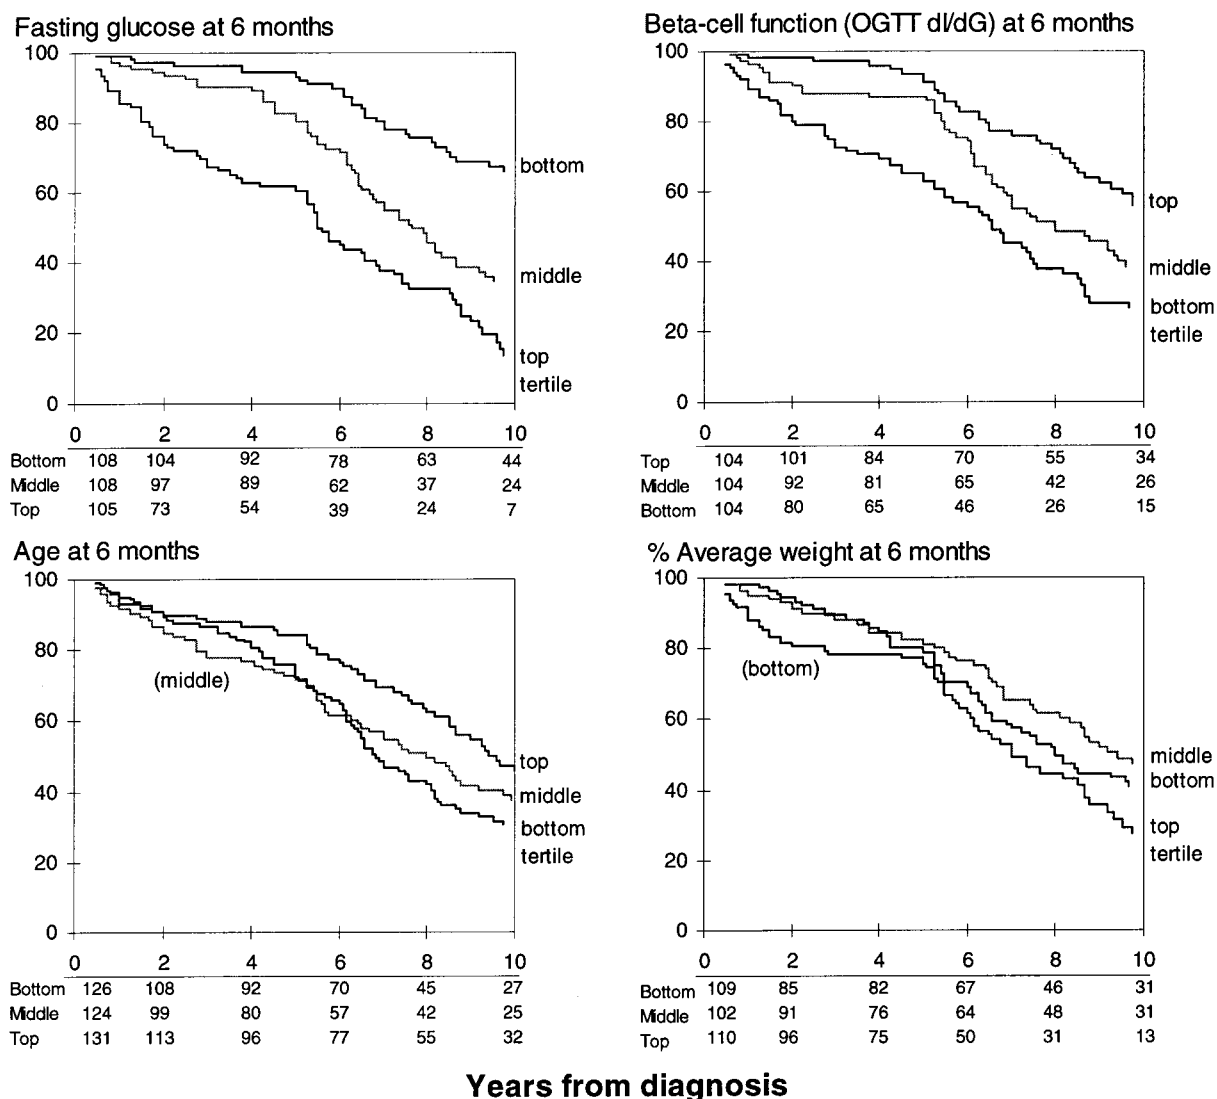 Fasting glucose at 6 months
100
80
60
40
20
0
bottom
middle
top
tertile
0 2 4 6 8 10
Bottom 108 104 92 78 63 44
Middle 108 97 89 62 37 24
Top 105 73 54 39 24 7
Beta-cell function (OGTT dI/dG) at 6 months
100
80
60
40
20
0
top
middle
bottom
tertile
0 2 4 6 8 10
Top 104 101 84 70 55 34
Middle 104 92 81 65 42 26
Bottom 104 80 65 46 26 15
Age at 6 months
100
80
60
40
20
0
(middle)
top
middle
bottom
tertile
0 2 4 6 8 10
Bottom 126 108 92 70 45 27
Middle 124 99 80 57 42 25
Top 131 113 96 77 55 32
% Average weight at 6 months
100
80
60
40
20
0
(bottom)
middle
bottom
top
tertile
0 2 4 6 8 10
Bottom 109 85 82 67 46 31
Middle 102 91 76 64 48 31
Top 110 96 75 50 31 13
Years from diagnosis